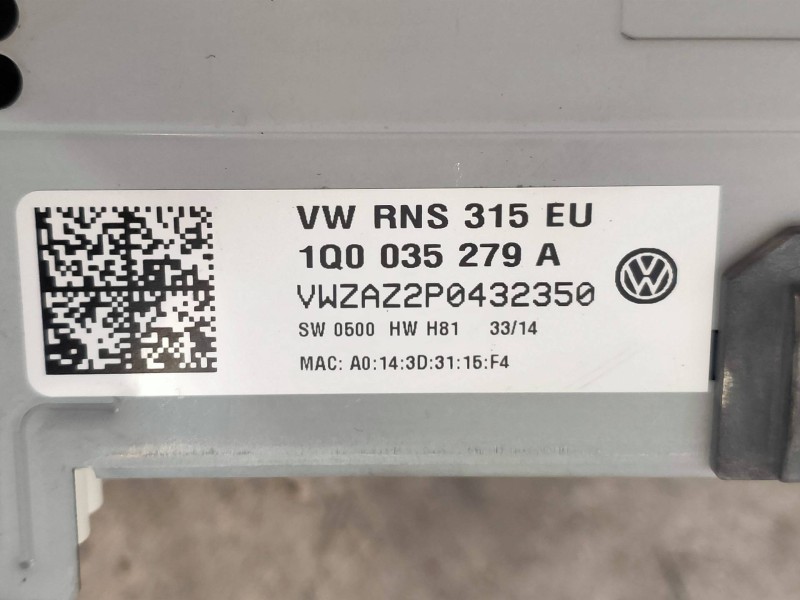 VW RNS 315 EU
1Q0 035 279 A
VWZAZ2P0432350
SW 0500 HW H81 33/14
MAC: A0:14:3D:31:15:F4